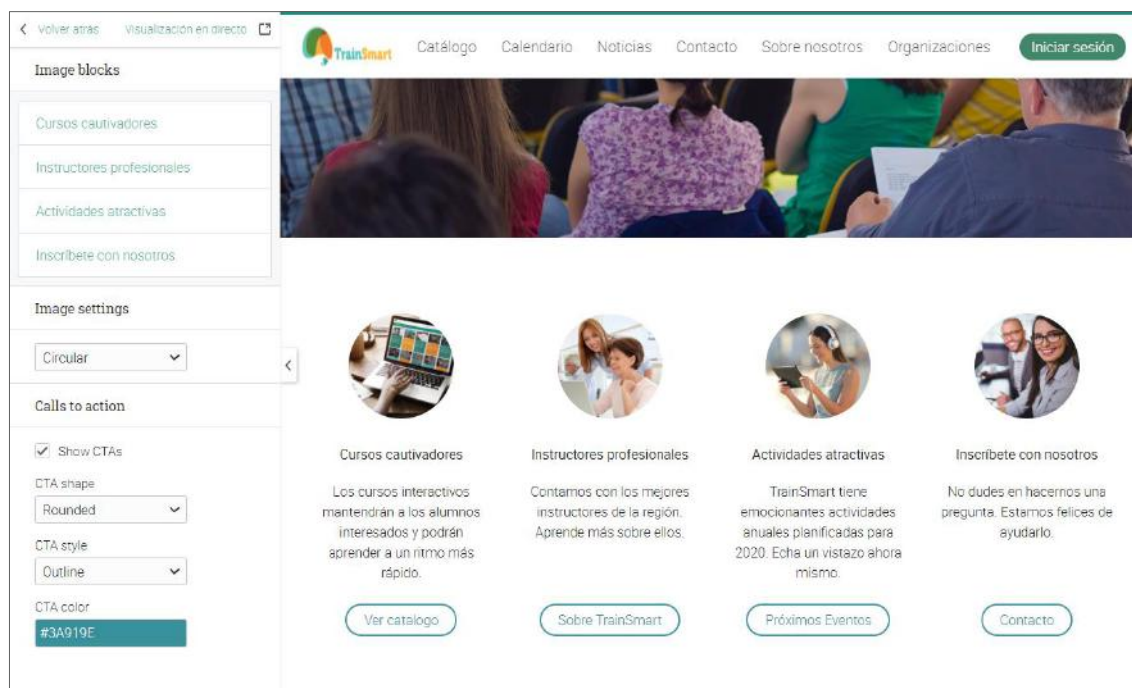 Volver atrás Visualización en directo
Image blocks
Cursos cautivadores
Instructores profesionales
Actividades atractivas
Inscríbete con nosotros
Image settings
Circular
Calls to action
Show CTAs
CTA shape
Rounded
CTA style
Outline
CTA color
#3A919E
TrainSmart Catálogo Calendario Noticias Contacto Sobre nosotros Organizaciones Iniciar sesión
Cursos cautivadores
Los cursos interactivos
mantendrán a los alumnos
interesados y podrán
aprender a un ritmo más
rápido.
Ver catalogo
Instructores profesionales
Contamos con los mejores
instructores de la región.
Aprende más sobre ellos.
Sobre TrainSmart
Actividades atractivas
TrainSmart tiene
emocionantes actividades
anuales planificadas para
2020. Echa un vistazo ahora
mismo.
Próximos Eventos
Inscríbete con nosotros
No dudes en hacernos una
pregunta. Estamos felices de
ayudarlo.
Contacto